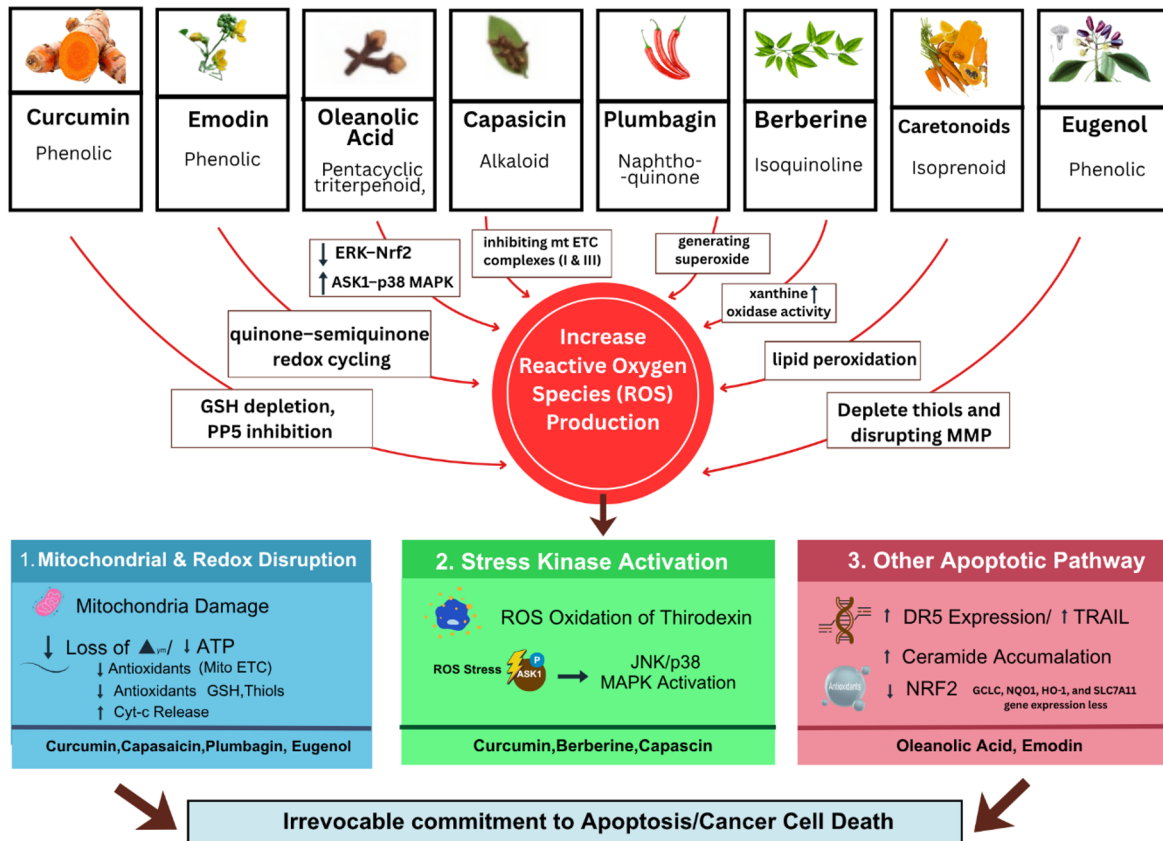 Curcumin
Phenolic
Emodin
Phenolic
Oleanolic
Acid
Pentacyclic
triterpenoid,
Capasicin
Alkaloid
Plumbagin
Naphtho-
-quinone
Berberine
Isoquinoline
Caretonoids
Isoprenoid
Eugenol
Phenolic
↓ ERK–Nrf2
↑ ASK1–p38 MAPK
inhibiting mt ETC
complexes (I & III)
generating
superoxide
xanthine ↑
oxidase activity
quinone–semiquinone
redox cycling
lipid peroxidation
GSH depletion,
PP5 inhibition
Deplete thiols and
disrupting MMP
Increase
Reactive Oxygen
Species (ROS)
Production
1. Mitochondrial & Redox Disruption
Mitochondria Damage
↓ Loss of ▲ym/ ↓ ATP
↓ Antioxidants (Mito ETC)
↓ Antioxidants GSH,Thiols
↑ Cyt-c Release
Curcumin,Capasaicin,Plumbagin, Eugenol
2. Stress Kinase Activation
ROS Oxidation of Thirodexin
ROS Stress
P
ASK1
JNK/p38
MAPK Activation
Curcumin,Berberine,Capascin
3. Other Apoptotic Pathway
↑ DR5 Expression/ ↑ TRAIL
↑ Ceramide Accumalation
Antioxidants
↓ NRF2 GCLC, NQO1, HO-1, and SLC7A11
gene expression less
Oleanolic Acid, Emodin
Irrevocable commitment to Apoptosis/Cancer Cell Death